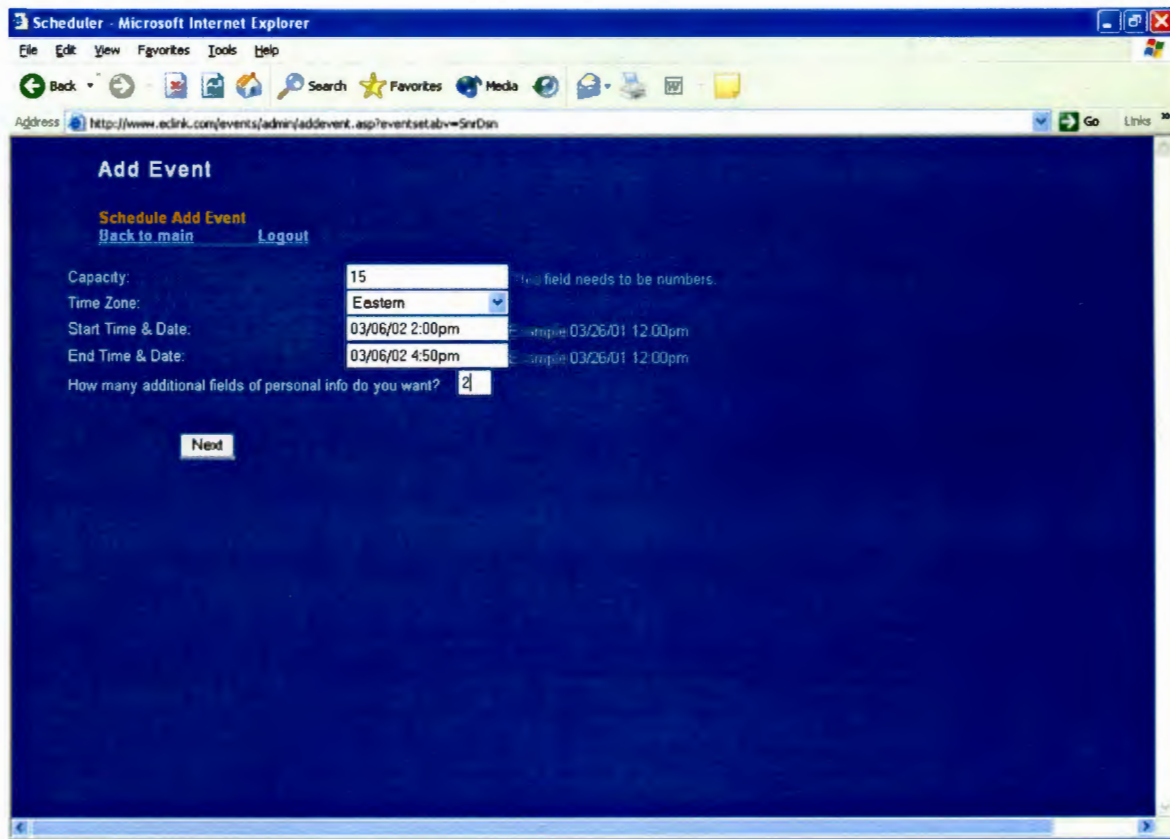 Scheduler - Microsoft Internet Explorer
File Edit View Favorites Tools Help
Back Search Favorites Media W
Address http://www.eclink.com/events/admin/addevent.asp?eventsetabv=SnrDsn Go Links »
Add Event
Schedule Add Event
Back to main Logout
Capacity: 15 field needs to be numbers.
Time Zone: Eastern
Start Time & Date: 03/06/02 2:00pm Example 03/26/01 12:00pm
End Time & Date: 03/06/02 4:50pm Example 03/26/01 12:00pm
How many additional fields of personal info do you want? 2
Next